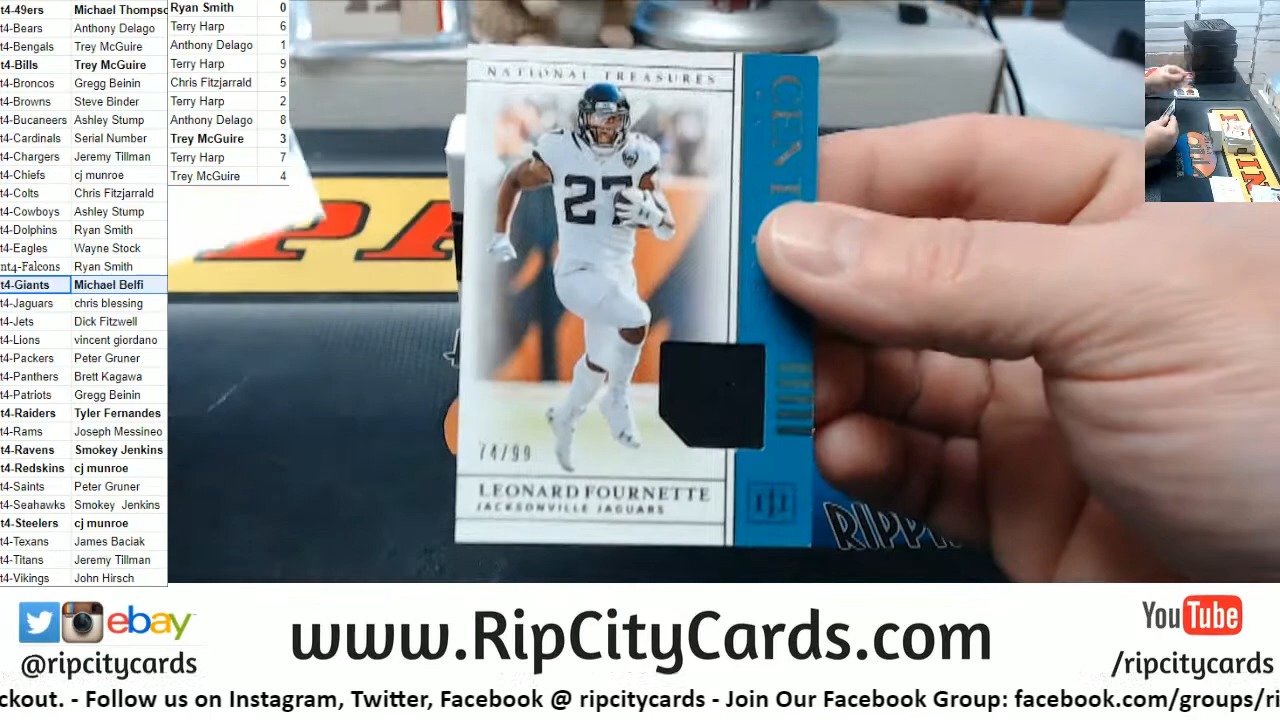 t4-49ers Michael Thompsc
t4-Bears Anthony Delago
t4-Bengals Trey McGuire
t4-Bills Trey McGuire
t4-Broncos Gregg Beinin
t4-Browns Steve Binder
t4-Bucaneers Ashley Stump
t4-Cardinals Serial Number
t4-Chargers Jeremy Tillman
t4-Chiefs cj munroe
t4-Colts Chris Fitzjarrald
t4-Cowboys Ashley Stump
t4-Dolphins Ryan Smith
t4-Eagles Wayne Stock
nt4-Falcons Ryan Smith
t4-Giants Michael Belfi
t4-Jaguars chris blessing
t4-Jets Dick Fitzwell
t4-Lions vincent giordano
t4-Packers Peter Gruner
t4-Panthers Brett Kagawa
t4-Patriots Gregg Beinin
t4-Raiders Tyler Fernandes
t4-Rams Joseph Messineo
t4-Ravens Smokey Jenkins
t4-Redskins cj munroe
t4-Saints Peter Gruner
t4-Seahawks Smokey Jenkins
t4-Steelers cj munroe
t4-Texans James Baciak
t4-Titans Jeremy Tillman
t4-Vikings John Hirsch
Ryan Smith 0
Terry Harp 6
Anthony Delago 1
Terry Harp 9
Chris Fitzjarrald 5
Terry Harp 2
Anthony Delago 8
Trey McGuire 3
Terry Harp 7
Trey McGuire 4
NATIONAL TREASURES
27
74/99
LEONARD FOURNETTE
JACKSONVILLE JAGUARS
CENT
RIPPI
ebay
@ripcitycards
www.RipCityCards.com
YouTube
/ripcitycards
ckout. - Follow us on Instagram, Twitter, Facebook @ ripcitycards - Join Our Facebook Group: facebook.com/groups/ri